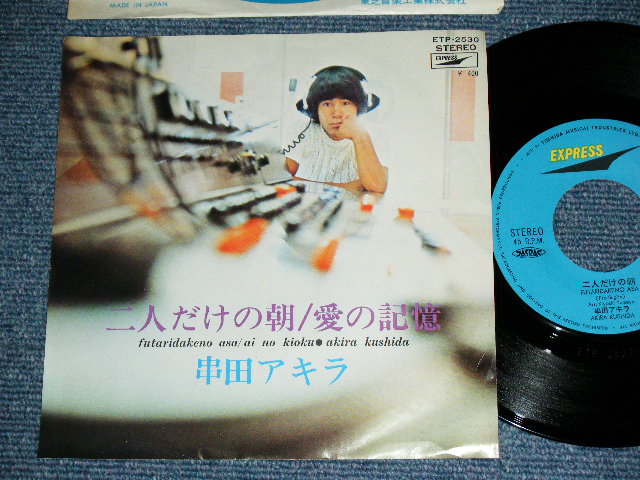 MADE IN JAPAN
東芝音楽工業株式会社
ETP-2530
STEREO
EXPRESS
¥ 400
二人だけの朝/愛の記憶
futaridakeno asa/ai no kioku●akira kushida
串田アキラ
EXPRESS
STEREO
45 R.P.M.
二人だけの朝
FUTARIDAKENO ASA
串田アキラ
AKIRA KUSHIDA